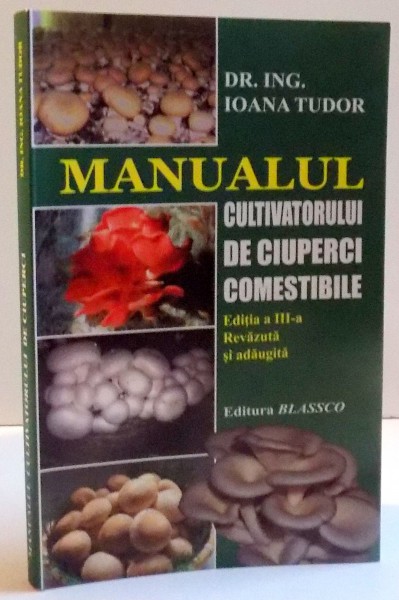 DR. ING.
IOANA TUDOR
MANUALUL
CULTIVATORULUI
DE CIUPERCI
COMESTIBILE
Ediția a III-a
Revăzută
și adăugită
Editura BLASSCO
DR. ING. IOANA TUDOR
MANUALUL CULTIVATORULUI DE CIUPERCI